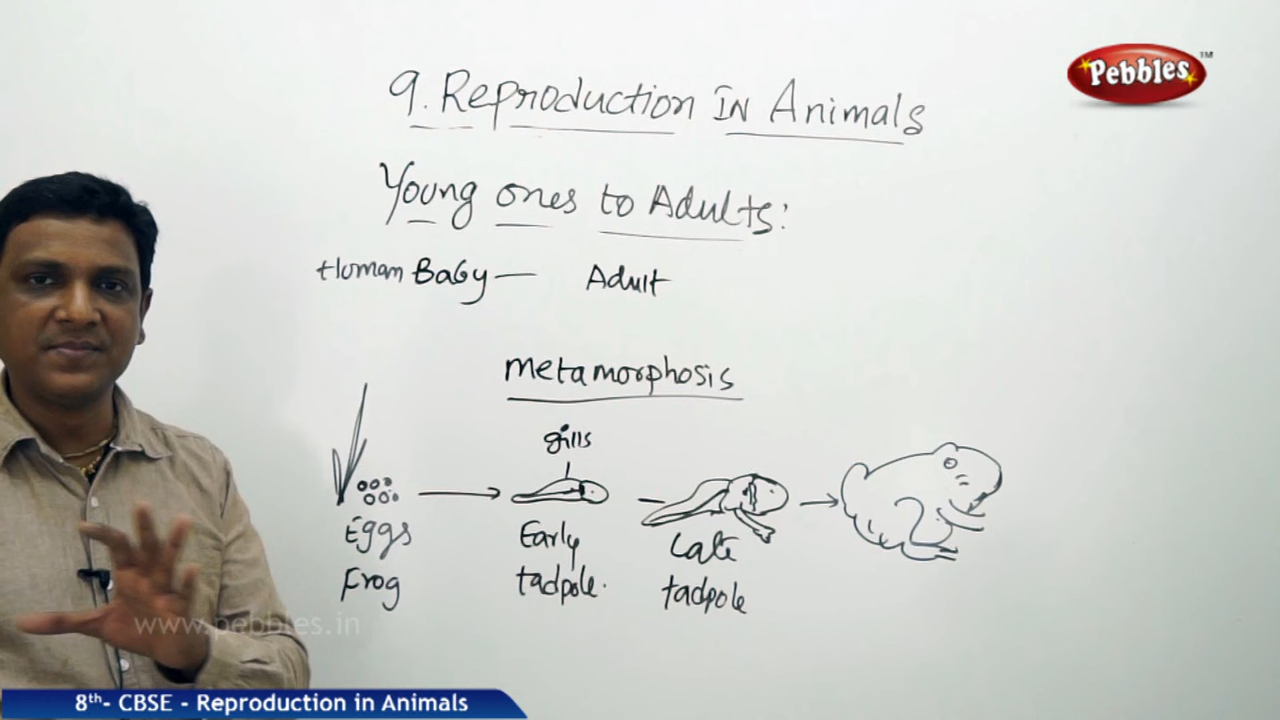 Pebbles™
9. Reproduction IN Animals
Young ones to Adults:
Human Baby — Adult
metamorphosis
gills
Eggs
Frog
Early
tadpole.
Late
tadpole
www.pebbles.in
8th- CBSE - Reproduction in Animals